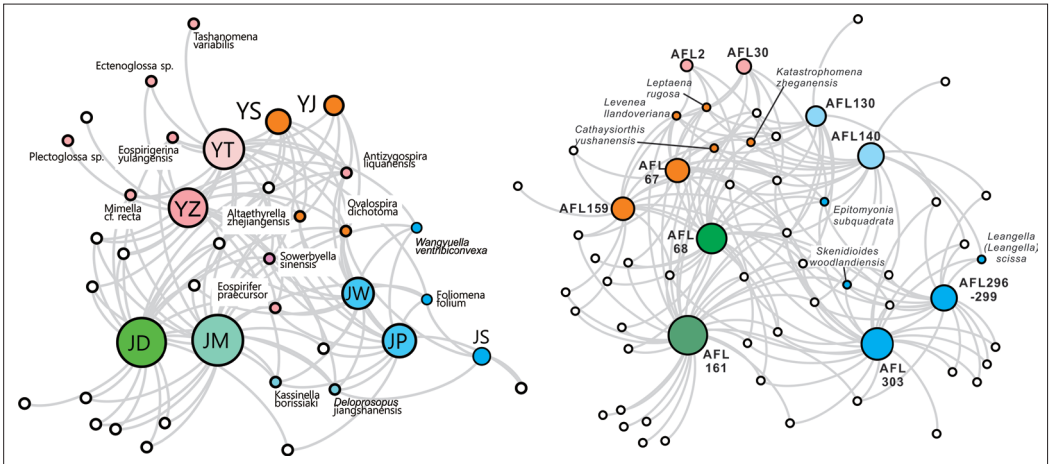 Tashanomena
variabilis
Ectenoglossa sp.
YS
YJ
YT
Plectoglossa sp.
Eospirigerina
yulangensis
Antizygospira
liquanensis
Mimella
cf. recta
YZ
Altaethyrella
zhejiangensis
Ovalospira
dichotoma
Wangyuella
ventribiconvexa
Sowerbyella
sinensis
Eospirifer
praecursor
JW
Foliomena
folium
JD
JM
JP
JS
Kassinella
borissiaki
Deloprosopus
jiangshanensis
AFL2
AFL30
Leptaena
rugosa
Katastrophomena
zheganensis
Levenea
llandoveriana
Cathaysiorthis
yushanensis
AFL130
AFL140
AFL
67
AFL159
AFL
68
Epitomyonia
subquadrata
Skenidioides
woodlandiensis
Leangella
(Leangella)
scissa
AFL296
-299
AFL
161
AFL
303